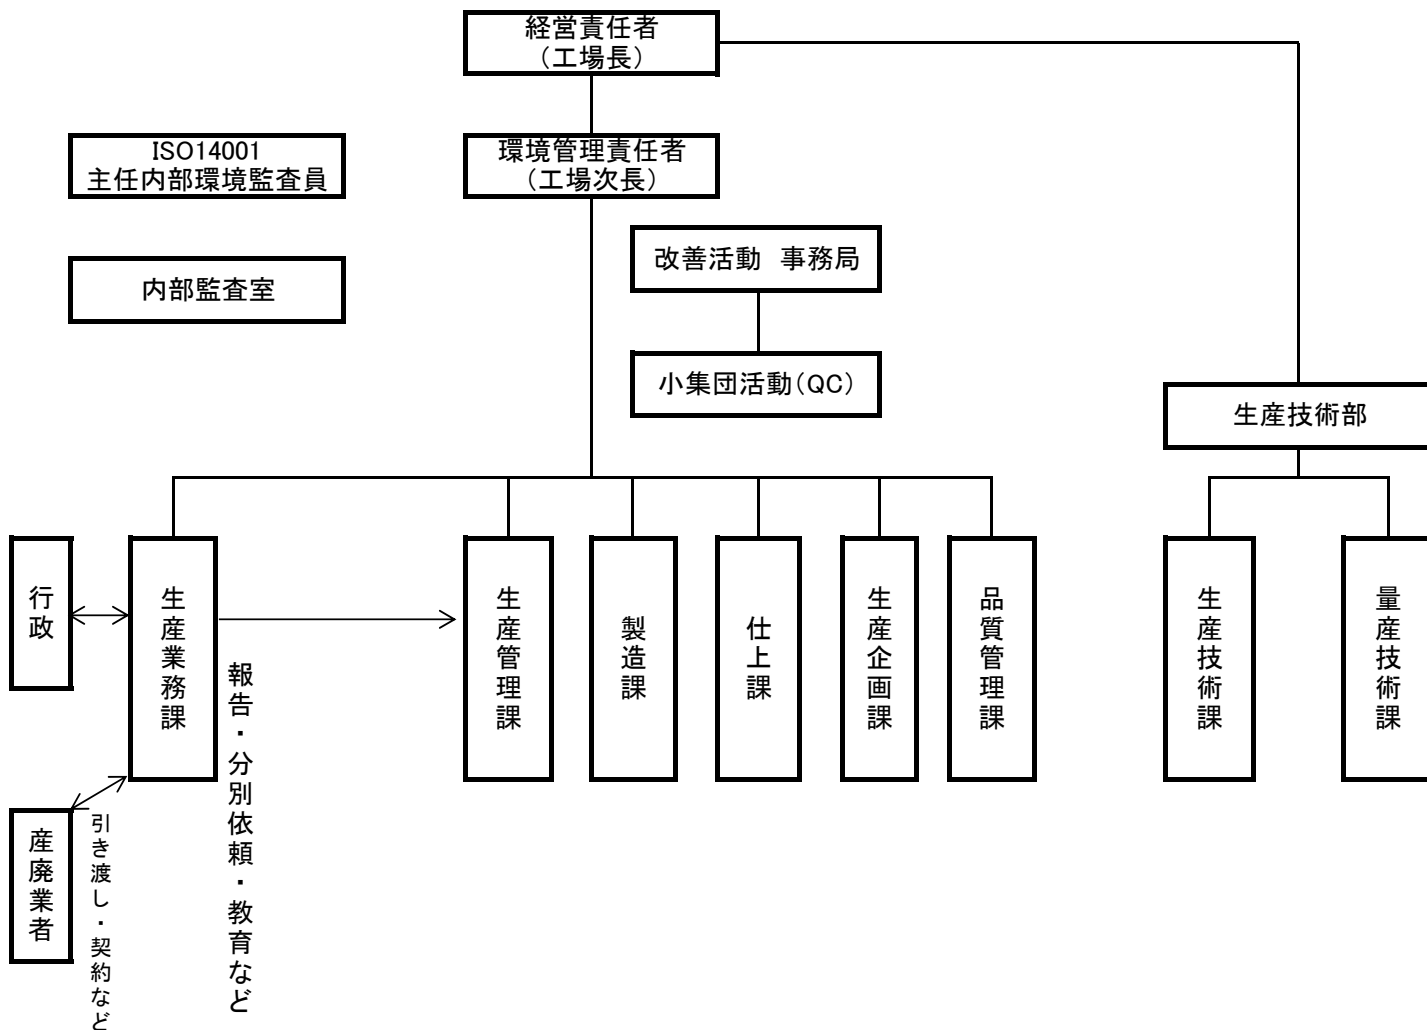 経営責任者
（工場長）
ISO14001
主任内部環境監査員
環境管理責任者
（工場次長）
改善活動　事務局
内部監査室
小集団活動（QC）
生産技術部
行政
生産業務課
生産管理課
製造課
仕上課
生産企画課
品質管理課
生産技術課
量産技術課
報告・分別依頼・教育など
産廃業者
引き渡し・契約など